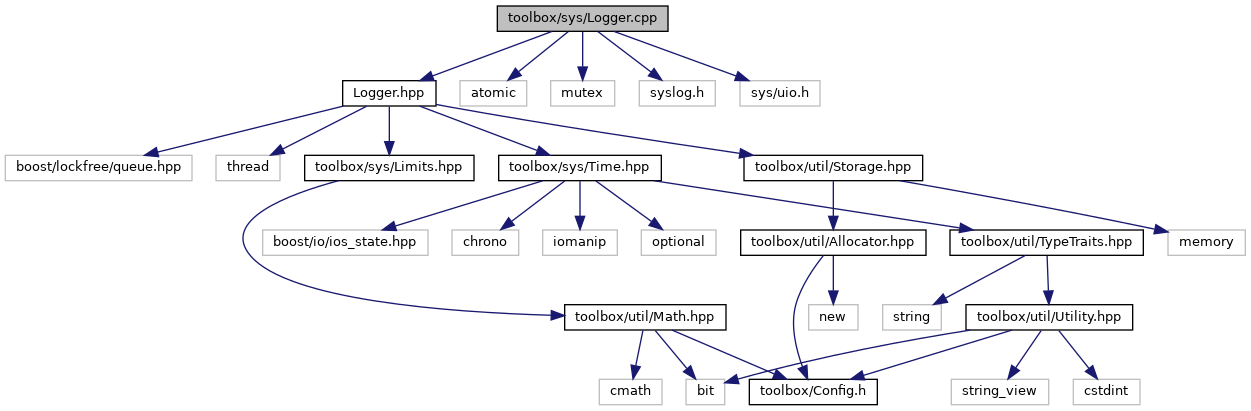 toolbox/sys/Logger.cpp
Logger.hpp
atomic
mutex
syslog.h
sys/uio.h
boost/lockfree/queue.hpp
thread
toolbox/sys/Limits.hpp
toolbox/sys/Time.hpp
toolbox/util/Storage.hpp
boost/io/ios_state.hpp
chrono
iomanip
optional
toolbox/util/Allocator.hpp
toolbox/util/TypeTraits.hpp
memory
toolbox/util/Math.hpp
new
string
toolbox/util/Utility.hpp
cmath
bit
toolbox/Config.h
string_view
cstdint